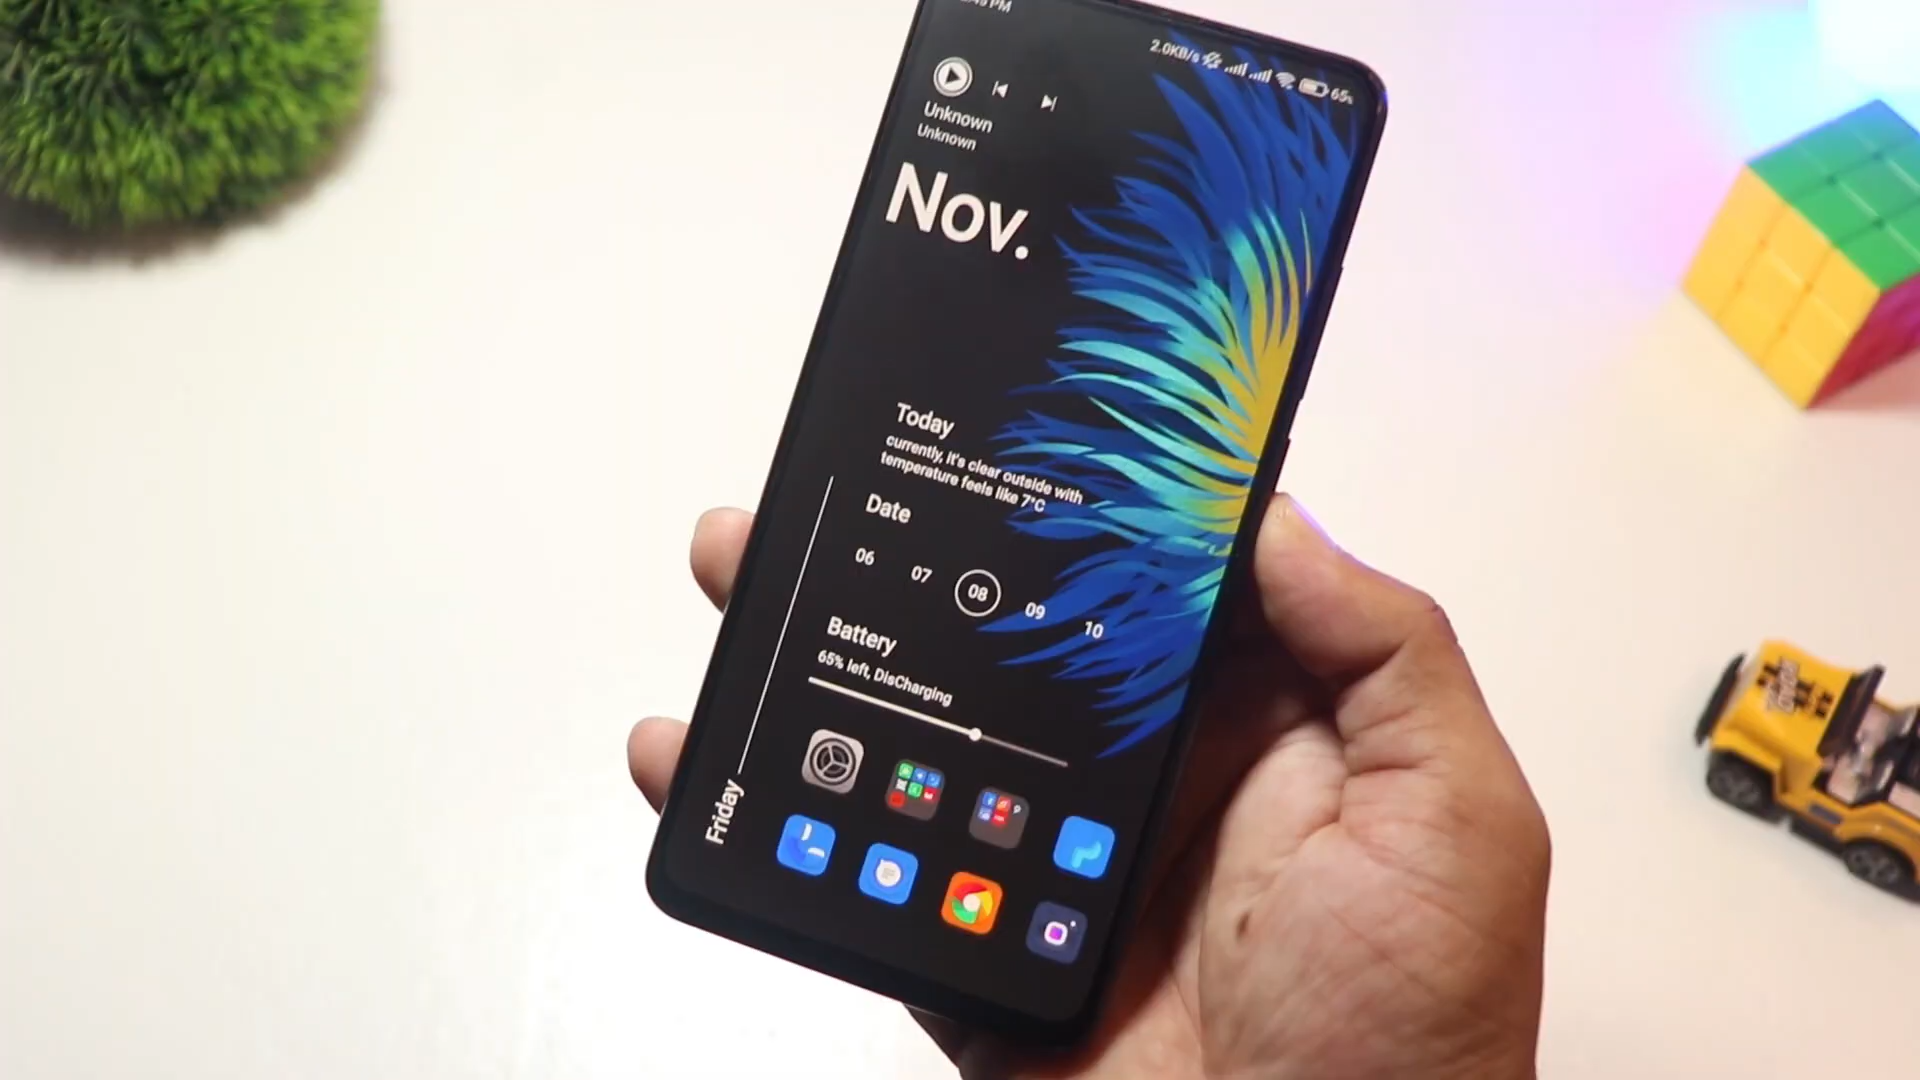 PM
2.0KB/s 65%
Unknown
Unknown
Nov.
Today
currently, it's clear outside with
temperature feels like 7°C
Date
06 07 08 09 10
Battery
65% left, DisCharging
Friday